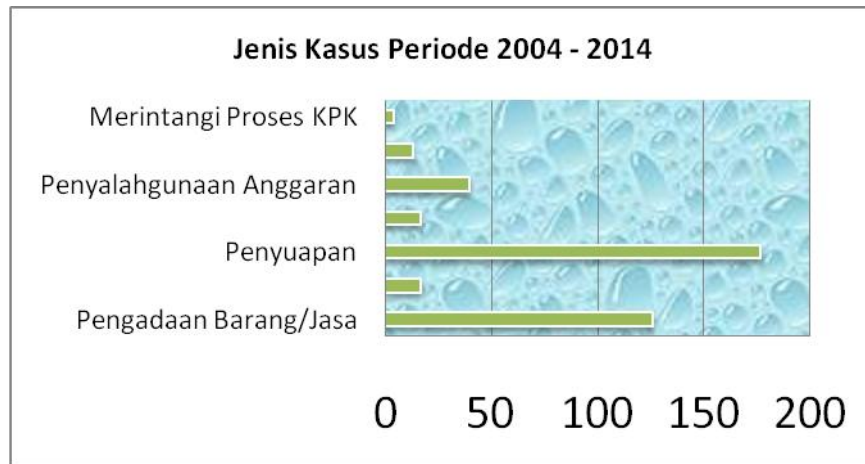 Jenis Kasus Periode 2004 - 2014
Merintangi Proses KPK
Penyalahgunaan Anggaran
Penyuapan
Pengadaan Barang/Jasa
0 50 100 150 200